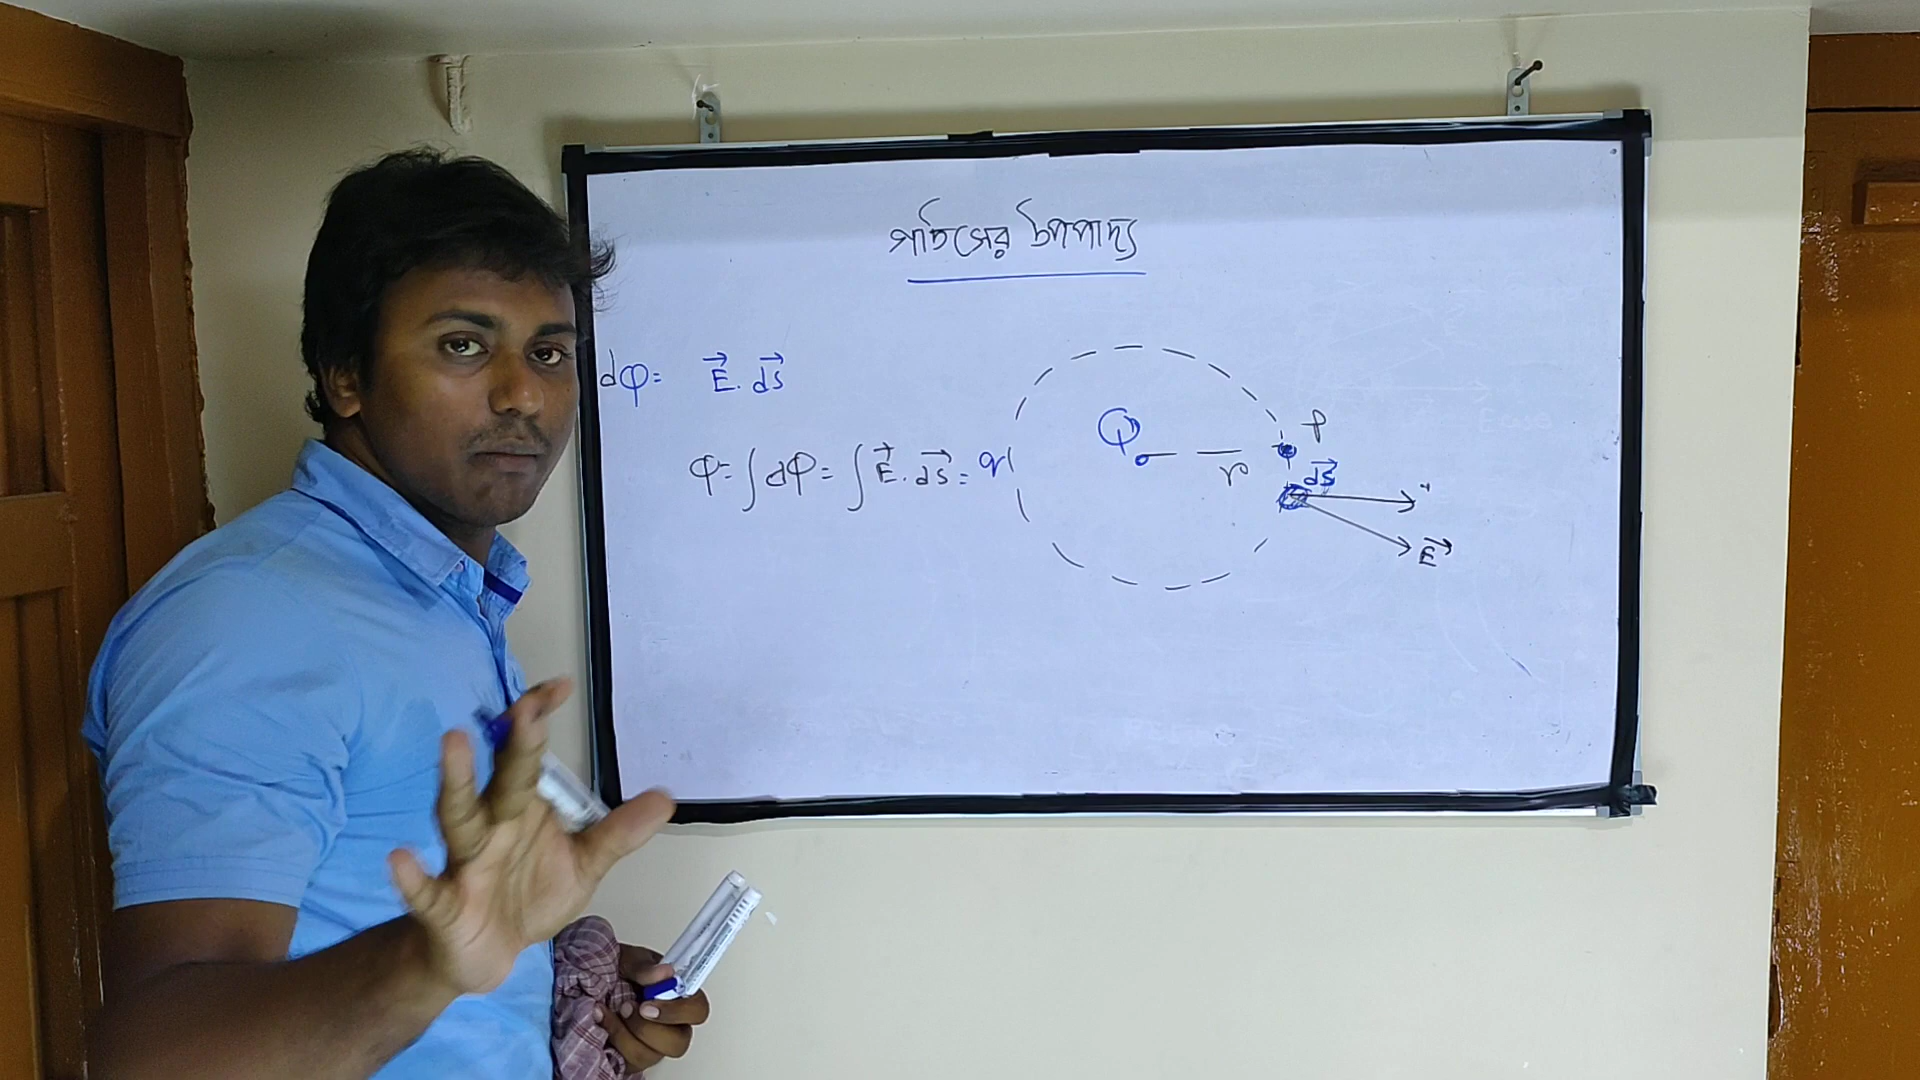 গাউসের উপপাদ্য
dφ = E⃗. ds⃗
φ = ∫dφ = ∫E⃗. ds⃗ = q
Q
P
r
ds⃗
E⃗